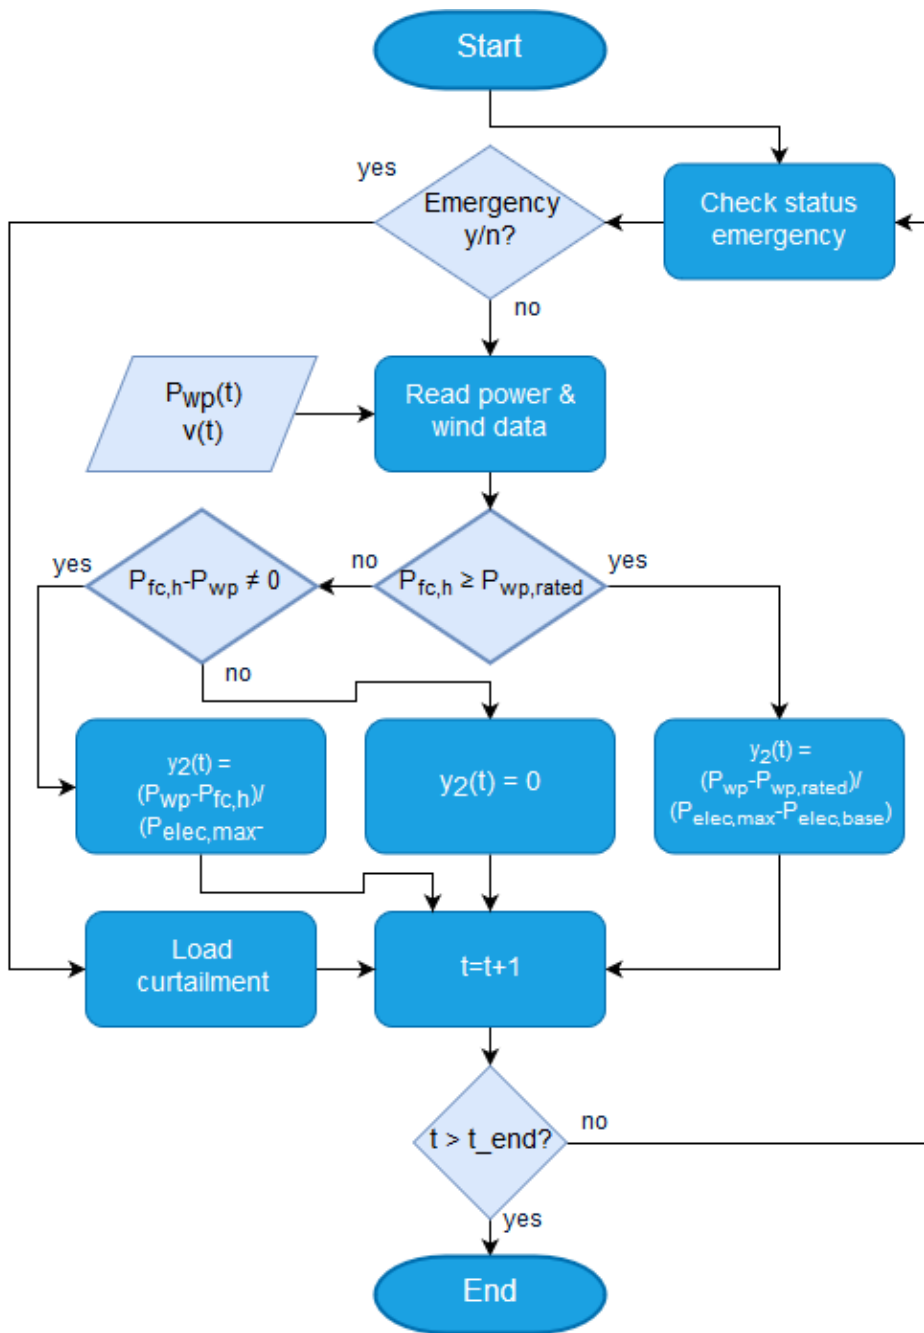 Start
yes
Emergency
y/n?
Check status
emergency
no
Pwp(t)
v(t)
Read power &
wind data
yes
Pfc,h-Pwp ≠ 0
no
Pfc,h ≥ Pwp,rated
yes
no
y2(t) =
(Pwp-Pfc,h)/
(Pelec,max-
y2(t) = 0
y2(t) =
(Pwp-Pwp,rated)/
(Pelec,max-Pelec,base)
Load
curtailment
t=t+1
t > t_end?
no
yes
End